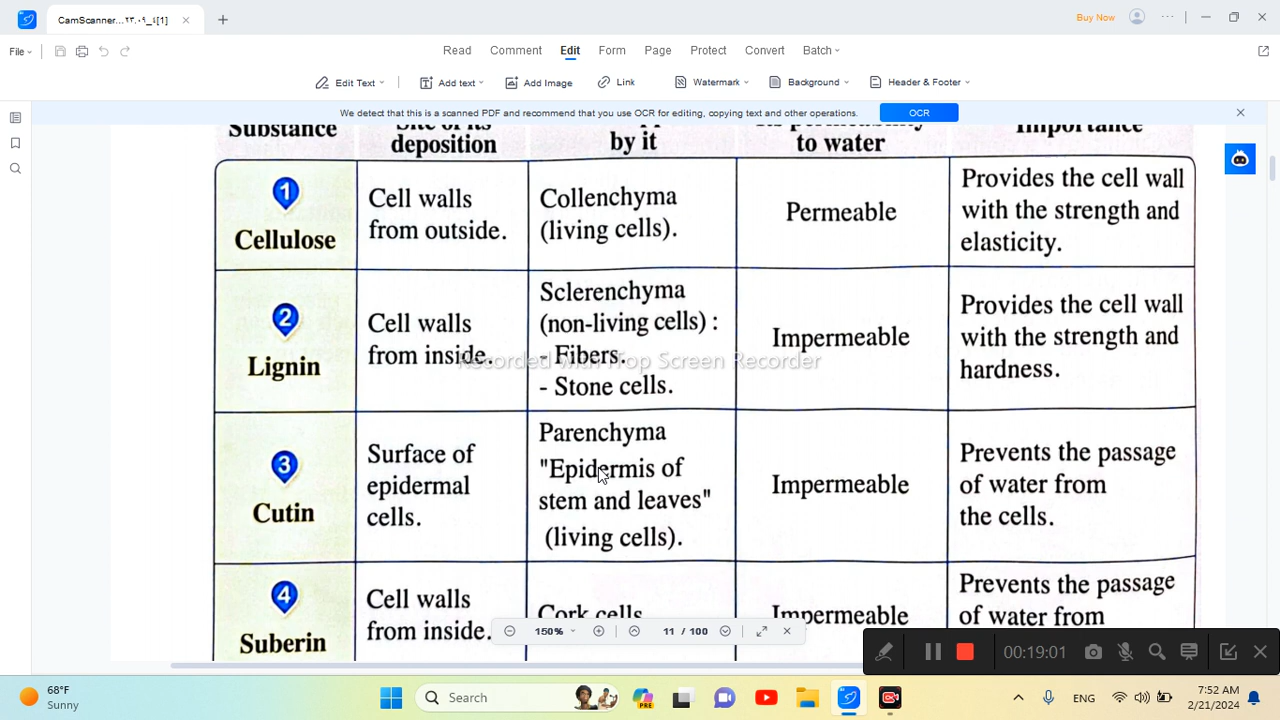 CamScanner...
Buy Now
File
Read Comment Edit Form Page Protect Convert Batch
Edit Text Add text Add Image Link Watermark Background Header & Footer
We detect that this is a scanned PDF and recommend that you use OCR for editing, copying text and other operations. OCR
Substance
Site of its
deposition
by it
Its permeability
to water
Importance
1
Cellulose
Cell walls
from outside.
Collenchyma
(living cells).
Permeable
Provides the cell wall
with the strength and
elasticity.
2
Lignin
Cell walls
from inside.
Sclerenchyma
(non-living cells) :
- Fibers.
- Stone cells.
Impermeable
Provides the cell wall
with the strength and
hardness.
Recorded with iTop Screen Recorder
3
Cutin
Surface of
epidermal
cells.
Parenchyma
"Epidermis of
stem and leaves"
(living cells).
Impermeable
Prevents the passage
of water from
the cells.
4
Suberin
Cell walls
from inside.
Cork cells
Impermeable
Prevents the passage
of water from
150% 11 / 100
00:19:01
68°F
Sunny
Search
PRE
ENG
7:52 AM
2/21/2024